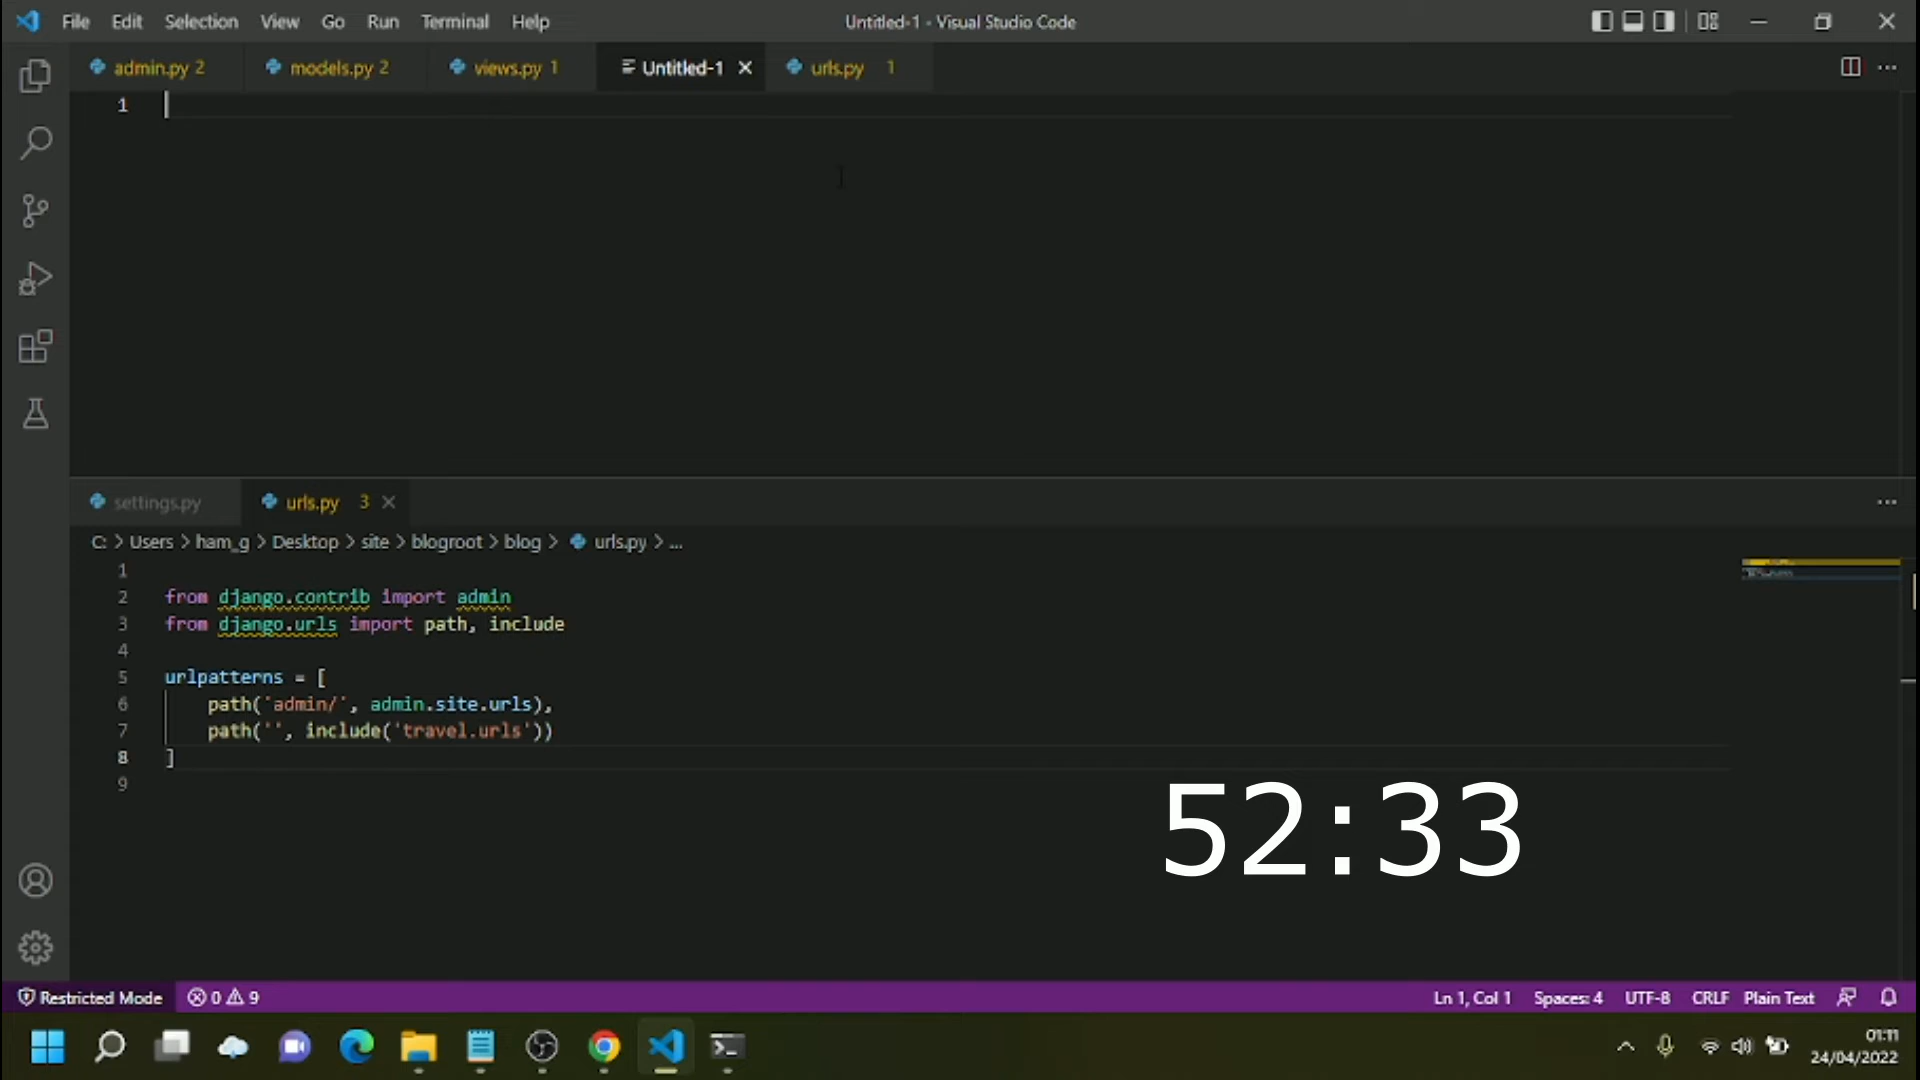 File Edit Selection View Go Run Terminal Help Untitled-1 - Visual Studio Code
admin.py 2 models.py 2 views.py 1 Untitled-1 urls.py 1
1
settings.py urls.py 3
C: > Users > ham_g > Desktop > site > blogroot > blog > urls.py > ...
1
2 from django.contrib import admin
3 from django.urls import path, include
4
5 urlpatterns = [
6 path('admin/', admin.site.urls),
7 path('', include('travel.urls'))
8 ]
9
52:33
Restricted Mode 0 9 Ln 1, Col 1 Spaces: 4 UTF-8 CRLF Plain Text
01:11
24/04/2022